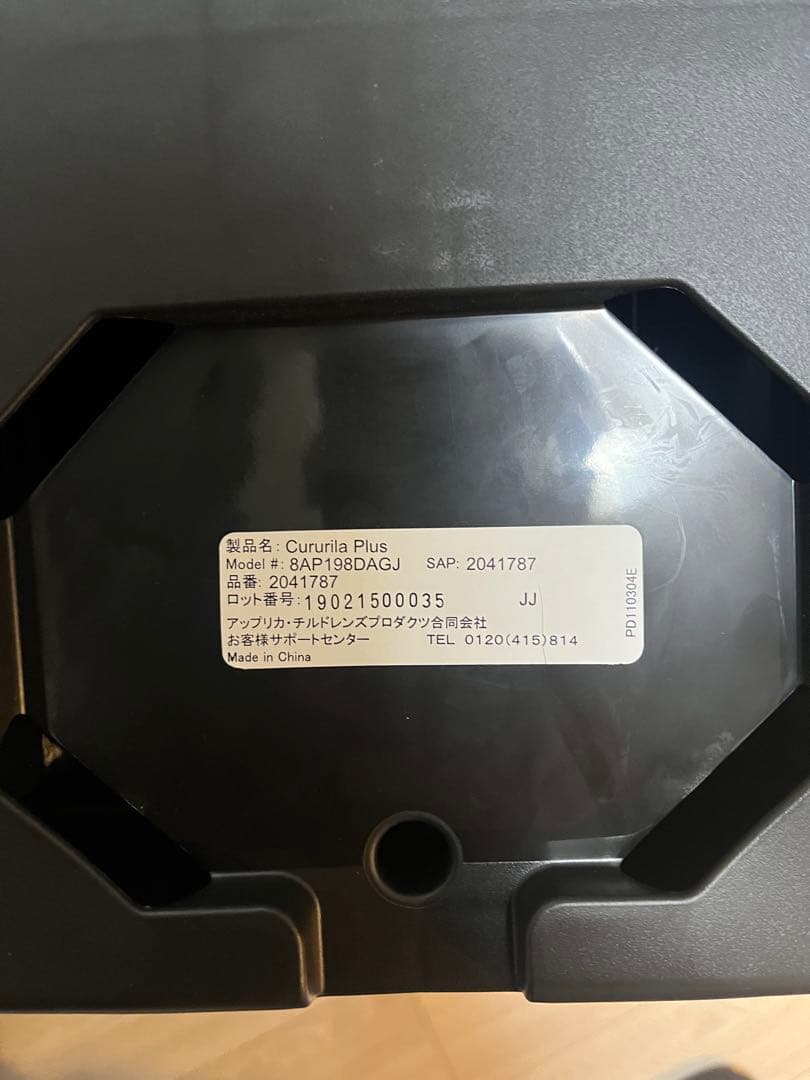 製品名: Cururila Plus
Model #: 8AP198DAGJ SAP: 2041787
品番: 2041787
ロット番号: 19021500035 JJ
アップリカ・チルドレンズプロダクツ合同会社
お客様サポートセンター TEL 0120(415)814
Made in China
PD110304E